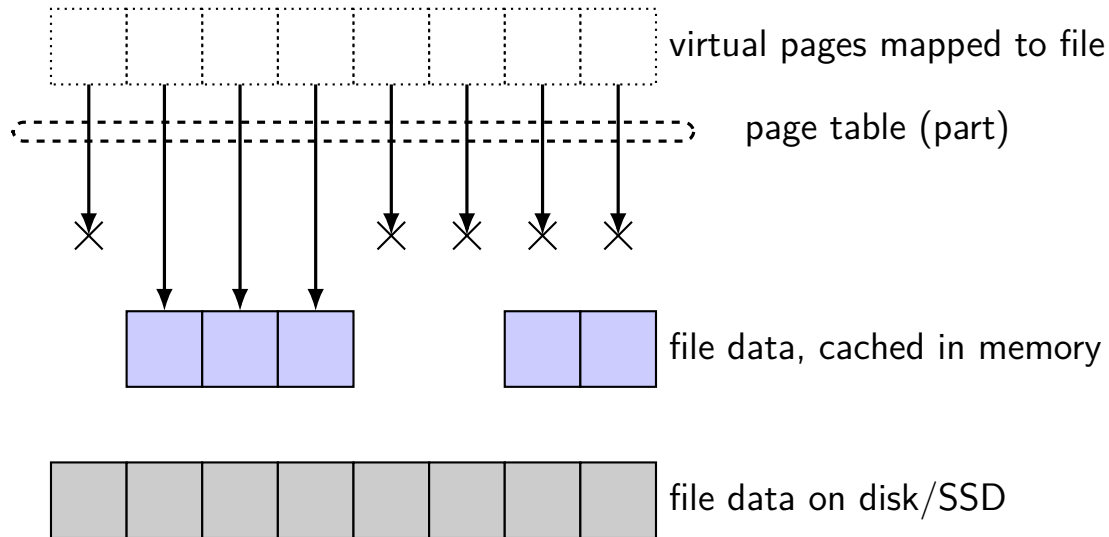 virtual pages mapped to file
page table (part)
file data, cached in memory
file data on disk/SSD